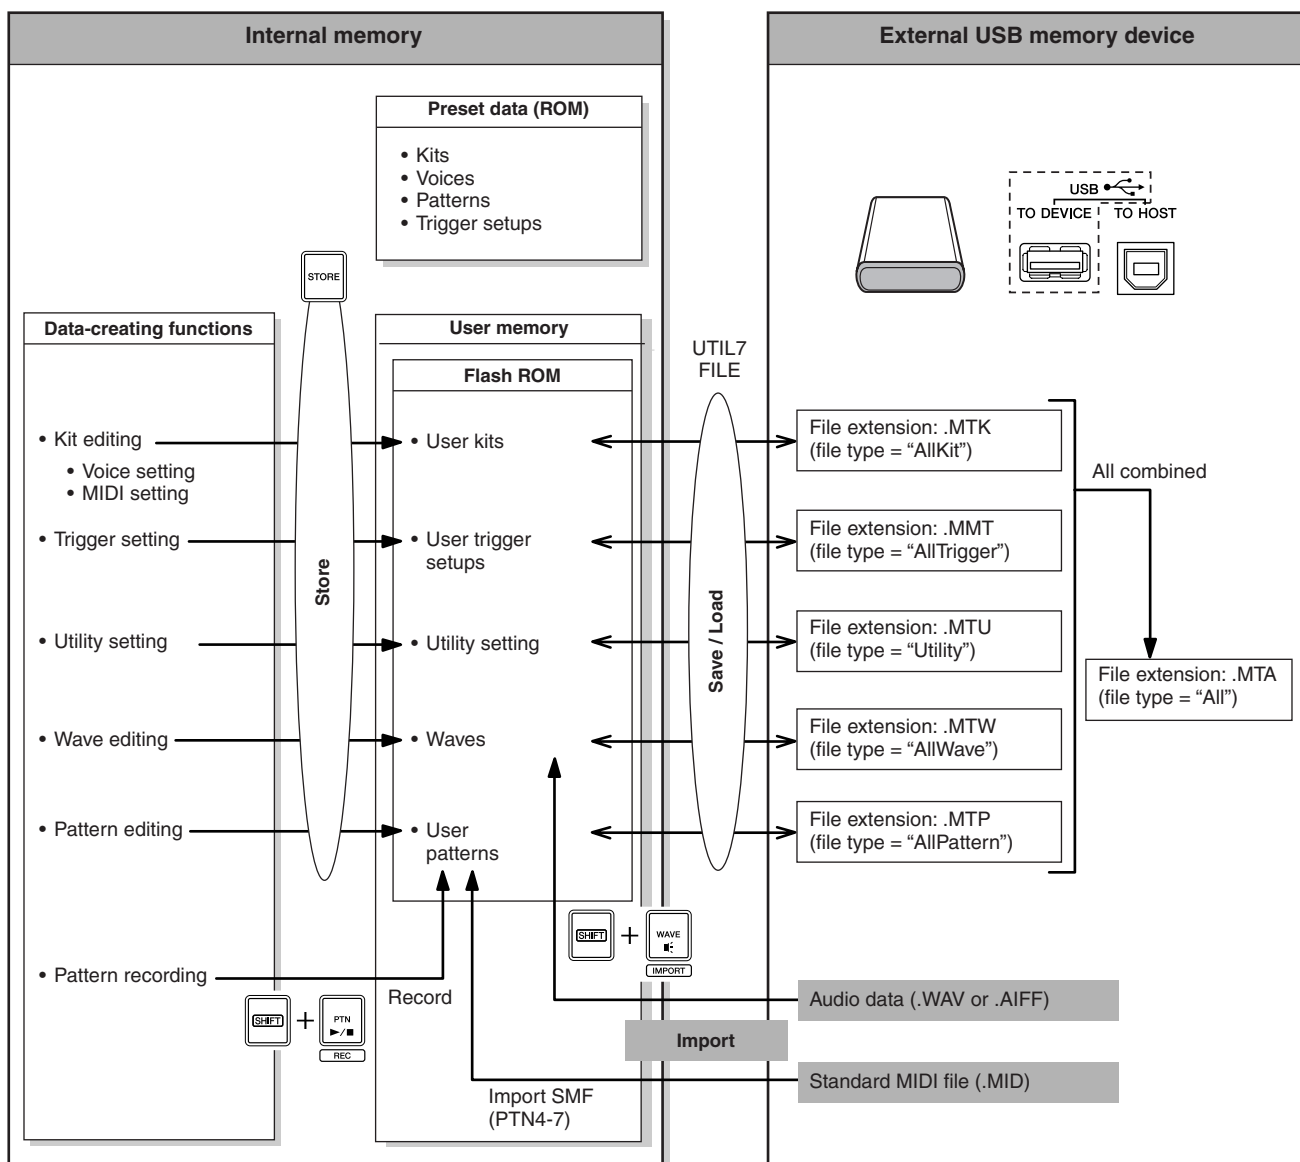 Internal memory
External USB memory device
Preset data (ROM)
• Kits
• Voices
• Patterns
• Trigger setups
USB
TO DEVICE
TO HOST
STORE
Data-creating functions
User memory
Flash ROM
UTIL7
FILE
• Kit editing
• Voice setting
• MIDI setting
• Trigger setting
• Utility setting
• Wave editing
• Pattern editing
• Pattern recording
Store
• User kits
• User trigger
setups
• Utility setting
• Waves
• User
patterns
Save / Load
File extension: .MTK
(file type = “AllKit”)
File extension: .MMT
(file type = “AllTrigger”)
File extension: .MTU
(file type = “Utility”)
File extension: .MTW
(file type = “AllWave”)
File extension: .MTP
(file type = “AllPattern”)
All combined
File extension: .MTA
(file type = “All”)
SHIFT
+
WAVE
IMPORT
Record
SHIFT
+
PTN
►/■
REC
Audio data (.WAV or .AIFF)
Import
Standard MIDI file (.MID)
Import SMF
(PTN4-7)